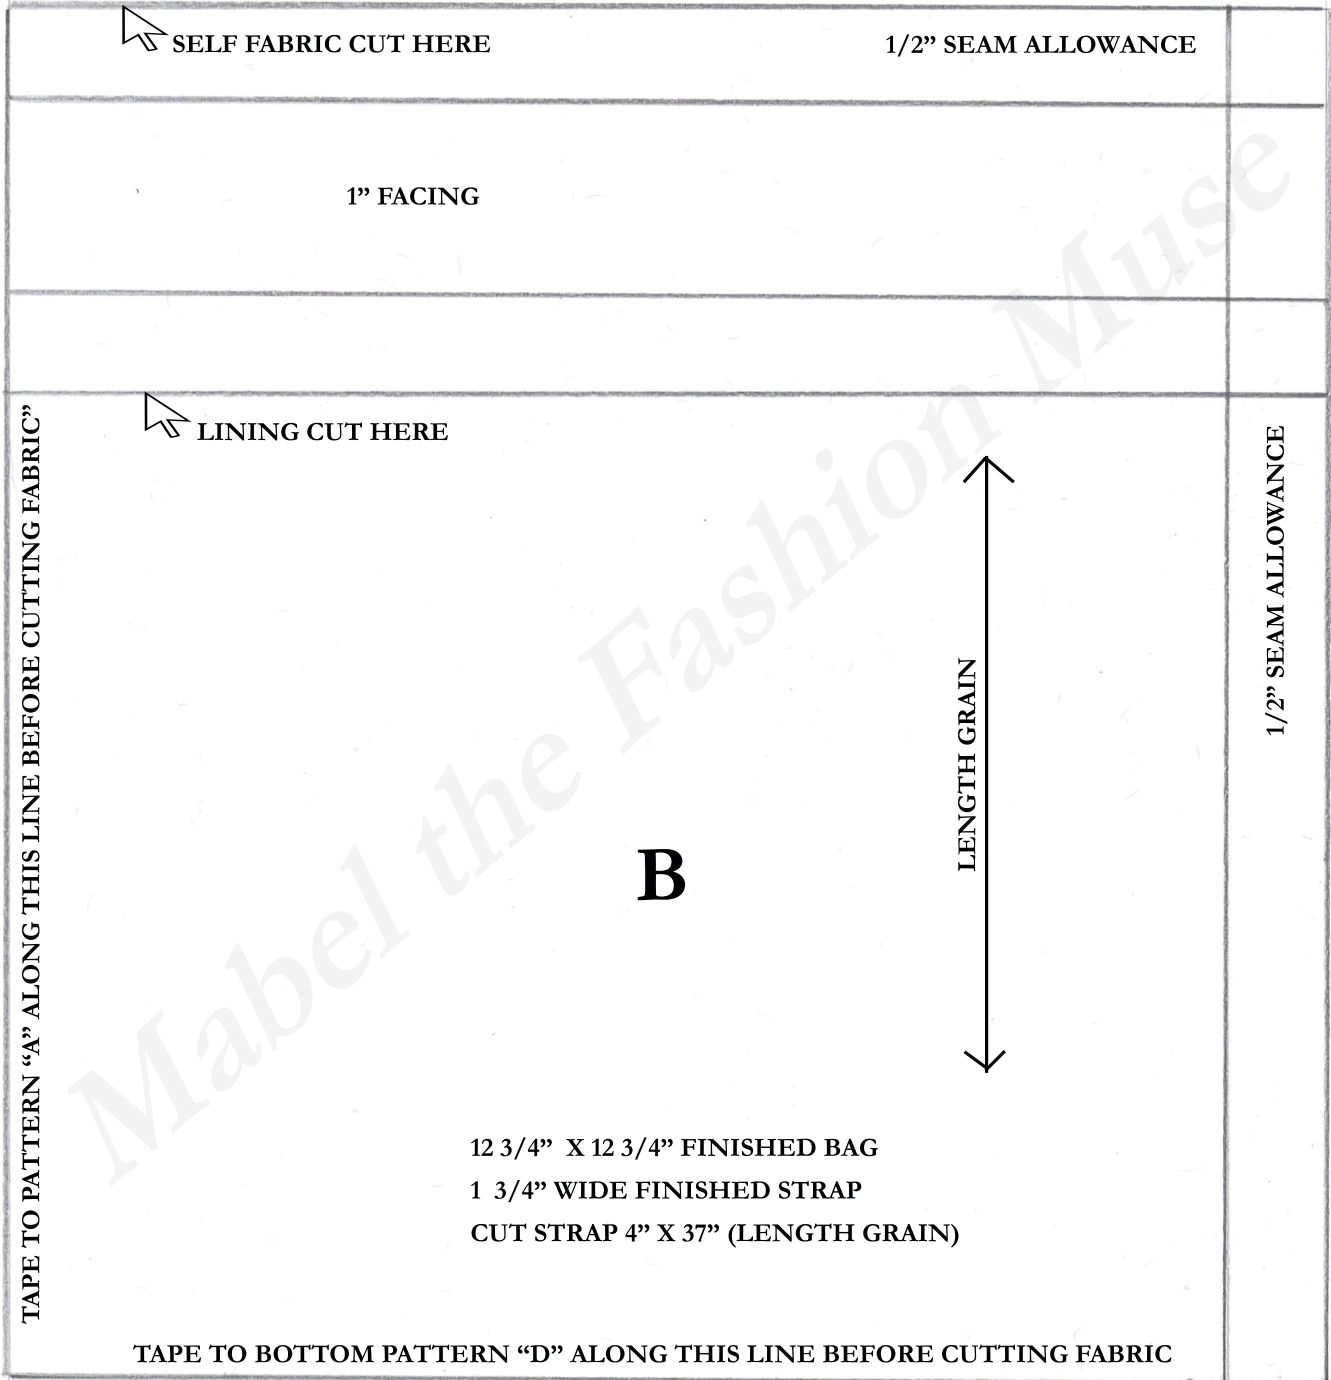 SELF FABRIC CUT HERE
1/2” SEAM ALLOWANCE
1” FACING
LINING CUT HERE
TAPE TO PATTERN “A” ALONG THIS LINE BEFORE CUTTING FABRIC”
1/2” SEAM ALLOWANCE
LENGTH GRAIN
B
Mabel the Fashion Muse
12 3/4” X 12 3/4” FINISHED BAG
1 3/4” WIDE FINISHED STRAP
CUT STRAP 4” X 37” (LENGTH GRAIN)
TAPE TO BOTTOM PATTERN “D” ALONG THIS LINE BEFORE CUTTING FABRIC